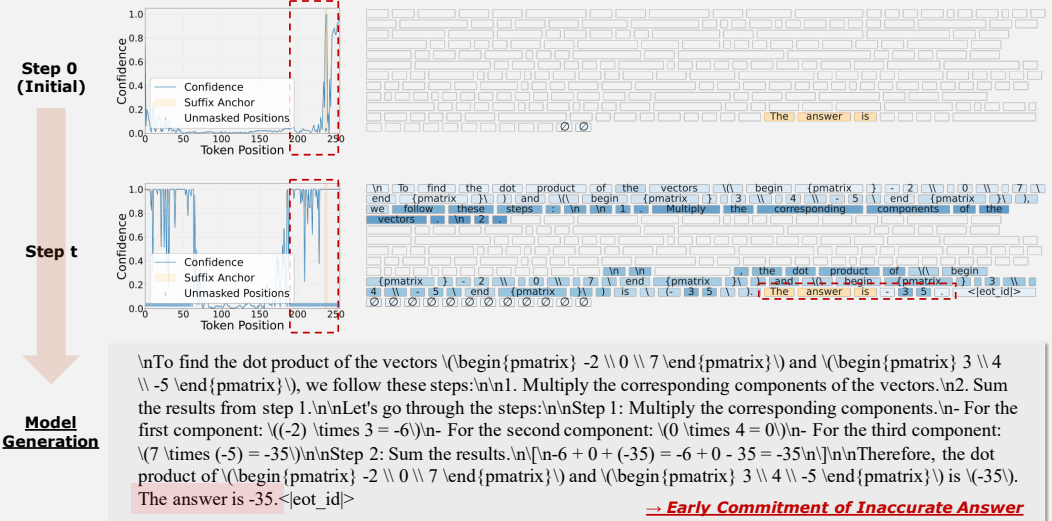 Step 0
(Initial)
Confidence
1.0
0.8
0.6
0.4
0.2
0.0
Confidence
Suffix Anchor
Unmasked Positions
0 50 100 150 200 250
Token Position
The answer is
∅ ∅
Step t
Confidence
1.0
0.8
0.6
0.4
0.2
0.0
Confidence
Suffix Anchor
Unmasked Positions
0 50 100 150 200 250
Token Position
\n To find the dot product of the vectors \(\ begin {pmatrix } - 2 \\ 0 \\ 7 \
end {pmatrix }\ ) and \(\ begin {pmatrix } 3 \\ 4 \\ - 5 \ end {pmatrix }\ ),
we follow these steps : \n \n 1 . Multiply the corresponding components of the
vectors . \n 2 .
\n \n , the dot product of \(\ begin
{pmatrix } - 2 \\ 0 \\ 7 \ end {pmatrix }\ ) and \(\ begin {pmatrix } 3 \\
4 \\ - 5 \ end {pmatrix }\ ) is \ (- 3 5 \ ). The answer is - 3 5 . <|eot_id|>
∅ ∅ ∅ ∅ ∅ ∅ ∅ ∅ ∅ ∅ ∅ ∅
Model
Generation
\nTo find the dot product of the vectors \(\begin{pmatrix} -2 \\ 0 \\ 7 \end{pmatrix}\) and \(\begin{pmatrix} 3 \\ 4
\\ -5 \end{pmatrix}\), we follow these steps:\n\n1. Multiply the corresponding components of the vectors.\n2. Sum
the results from step 1.\n\nLet's go through the steps:\n\nStep 1: Multiply the corresponding components.\n- For the
first component: \((-2) \times 3 = -6\)\n- For the second component: \(0 \times 4 = 0\)\n- For the third component:
\(7 \times (-5) = -35\)\n\nStep 2: Sum the results.\n\[\n-6 + 0 + (-35) = -6 + 0 - 35 = -35\n\]\n\nTherefore, the dot
product of \(\begin{pmatrix} -2 \\ 0 \\ 7 \end{pmatrix}\) and \(\begin{pmatrix} 3 \\ 4 \\ -5 \end{pmatrix}\) is \(-35\).
The answer is -35.<|eot_id|>
→ Early Commitment of Inaccurate Answer